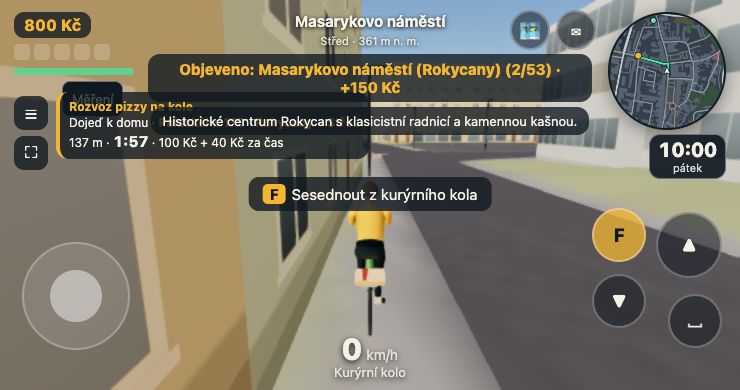 800 Kč
Masarykovo náměstí
Střed · 361 m n. m.
Objeveno: Masarykovo náměstí (Rokycany) (2/53) ·
+150 Kč
Měření
Rozvoz pizzy na kole
Dojeď k domu
Historické centrum Rokycan s klasicistní radnicí a kamennou kašnou.
137 m · 1:57 · 100 Kč + 40 Kč za čas
10:00
pátek
F Sesednout z kurýrního kola
F
0 km/h
Kurýrní kolo